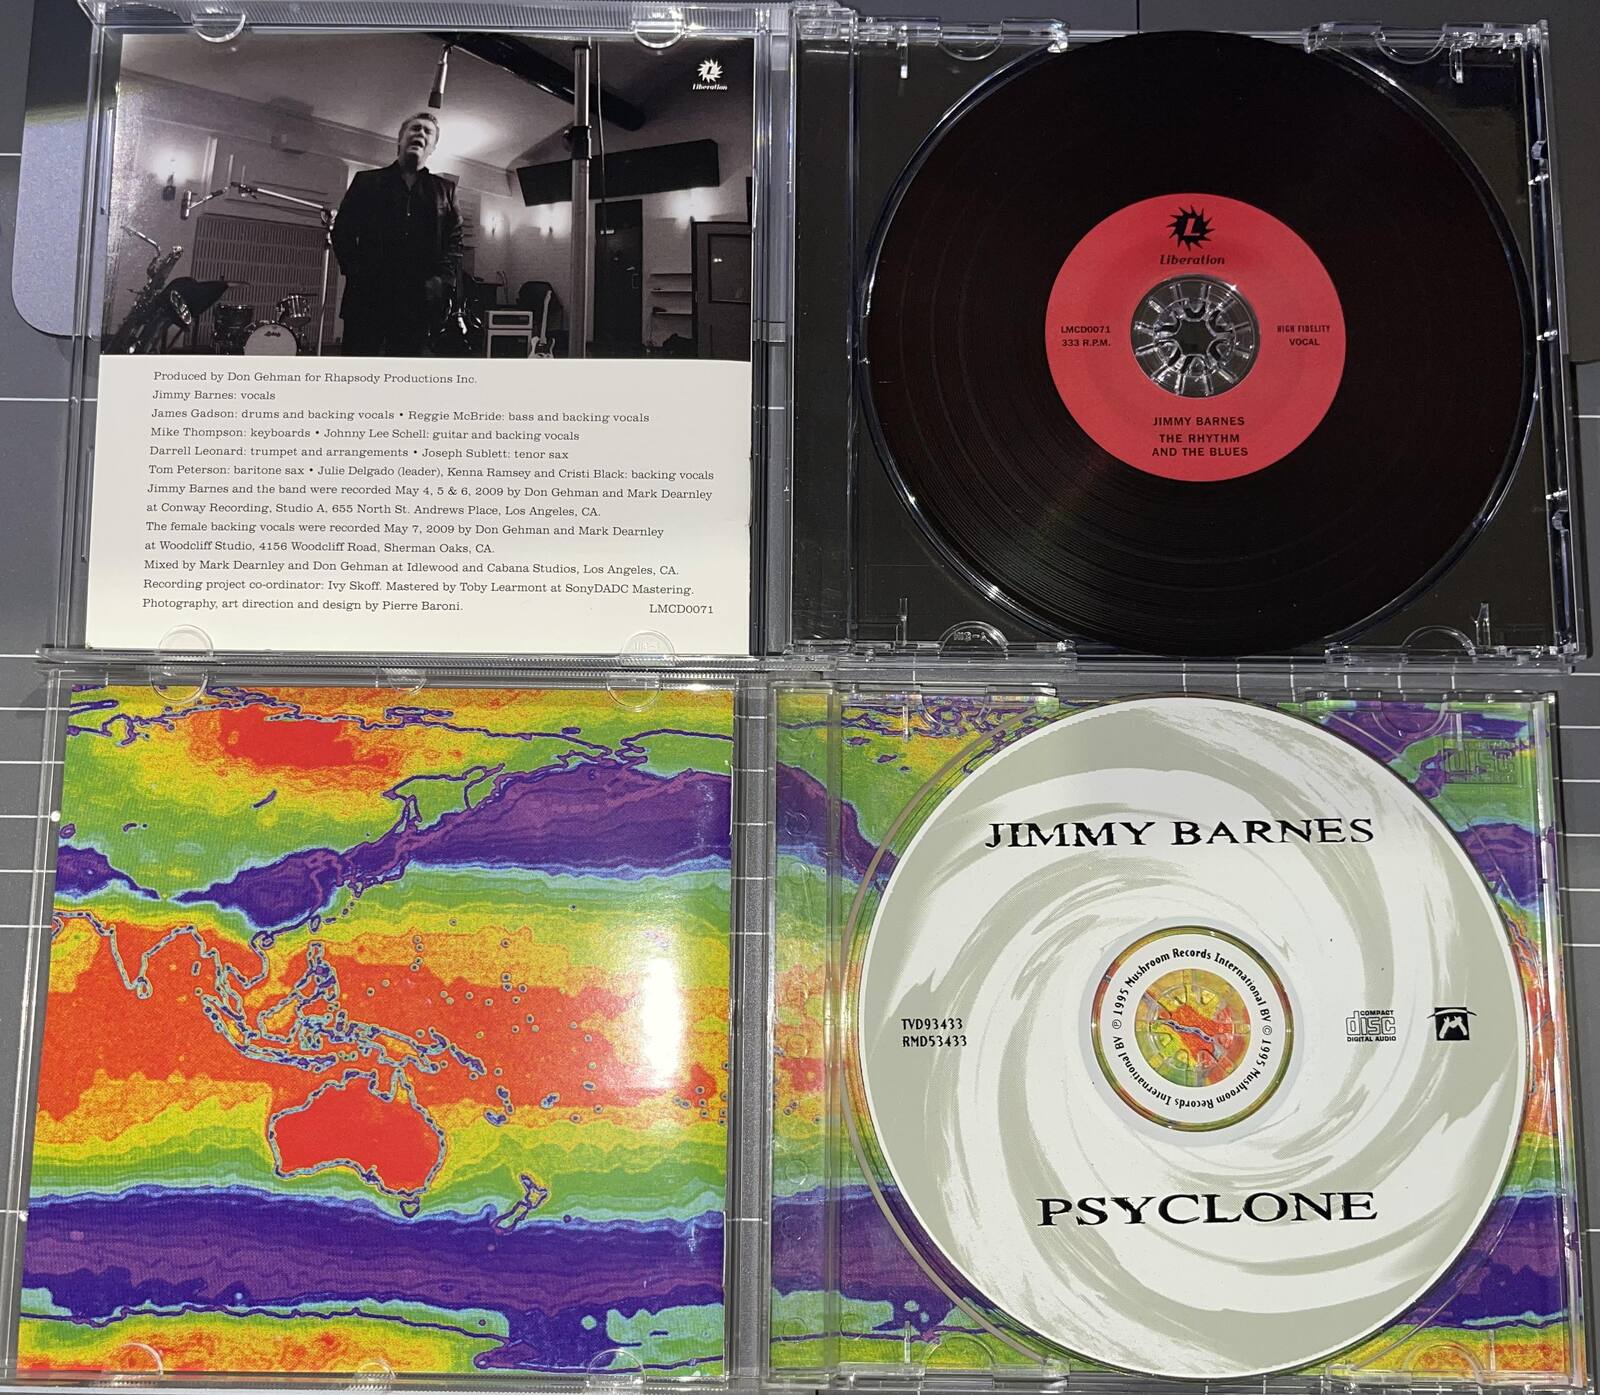 L
Liberation
Produced by Don Gehman for Rhapsody Productions Inc.
Jimmy Barnes: vocals
James Gadson: drums and backing vocals • Reggie McBride: bass and backing vocals
Mike Thompson: keyboards • Johnny Lee Schell: guitar and backing vocals
Darrell Leonard: trumpet and arrangements • Joseph Sublett: tenor sax
Tom Peterson: baritone sax • Julie Delgado (leader), Kenna Ramsey and Cristi Black: backing vocals
Jimmy Barnes and the band were recorded May 4, 5 & 6, 2009 by Don Gehman and Mark Dearnley
at Conway Recording, Studio A, 655 North St. Andrews Place, Los Angeles, CA.
The female backing vocals were recorded May 7, 2009 by Don Gehman and Mark Dearnley
at Woodcliff Studio, 4156 Woodcliff Road, Sherman Oaks, CA.
Mixed by Mark Dearnley and Don Gehman at Idlewood and Cabana Studios, Los Angeles, CA.
Recording project co-ordinator: Ivy Skoff. Mastered by Toby Learmont at SonyDADC Mastering.
Photography, art direction and design by Pierre Baroni.
LMCD0071
L
Liberation
LMCD0071
333 R.P.M.
HIGH FIDELITY
VOCAL
JIMMY BARNES
THE RHYTHM
AND THE BLUES
disc
JIMMY BARNES
TVD93433
RMD53433
℗ 1995 Mushroom Records International BV © 1995 Mushroom Records International BV
COMPACT
disc
DIGITAL AUDIO
PSYCLONE